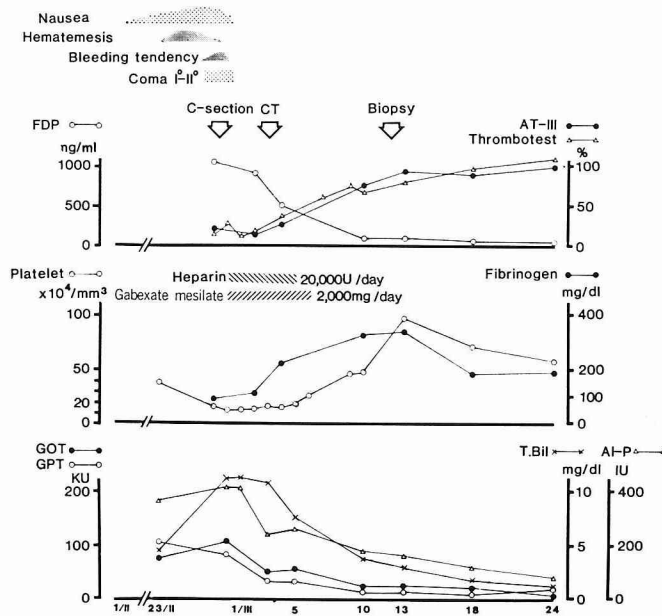 Nausea
Hematemesis
Bleeding tendency
Coma I°-II°
C-section CT Biopsy
FDP AT-III
Thrombotest
ng/ml %
1000 100
500 50
0 0
Platelet Heparin 20,000U/day Fibrinogen
x10⁴/mm³ Gabexate mesilate 2,000mg/day mg/dl
100 400
300
50 200
20 100
0 0
GOT T.Bil Al-P
GPT
KU mg/dl IU
200 10 400
100 5 200
0 0 0
1/II 23/II 1/III 5 10 13 18 24